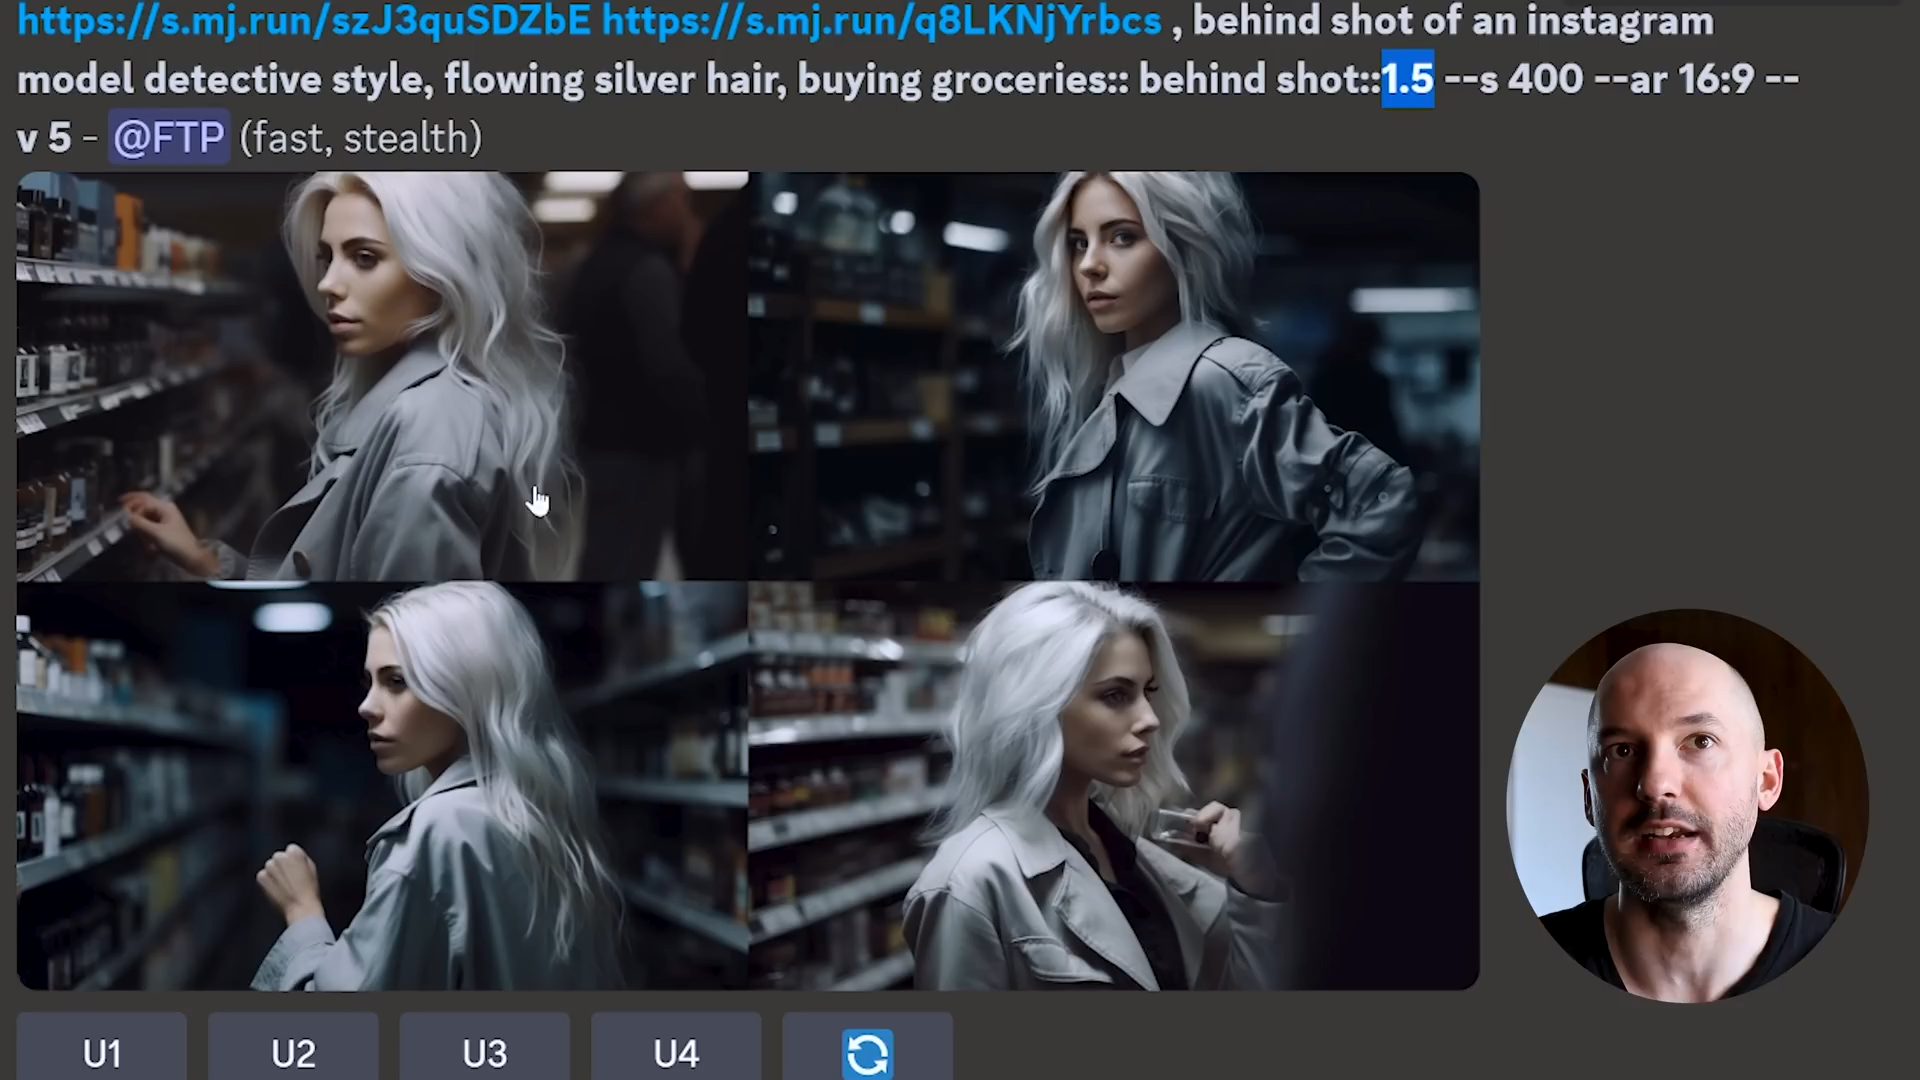 https://s.mj.run/szJ3quSDZbE https://s.mj.run/q8LKNjYrbcs , behind shot of an instagram
model detective style, flowing silver hair, buying groceries:: behind shot::1.5 --s 400 --ar 16:9 --
v 5 - @FTP (fast, stealth)
U1 U2 U3 U4